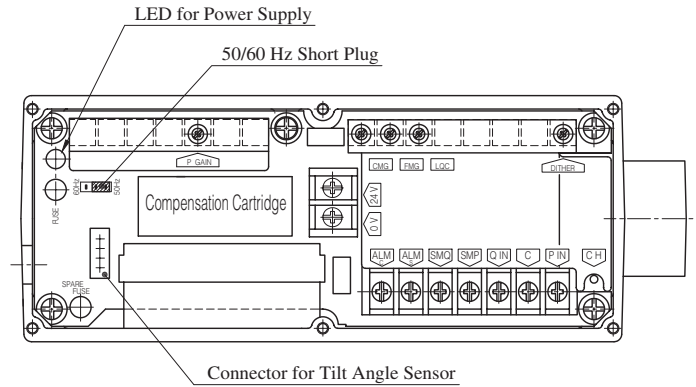 LED for Power Supply
50/60 Hz Short Plug
P GAIN
CMG FMG LQC DITHER
60Hz 50Hz
FUSE
Compensation Cartridge
24 V
0 V
ALM C ALM S SMQ SMP Q IN C P IN C H
SPARE
FUSE
Connector for Tilt Angle Sensor